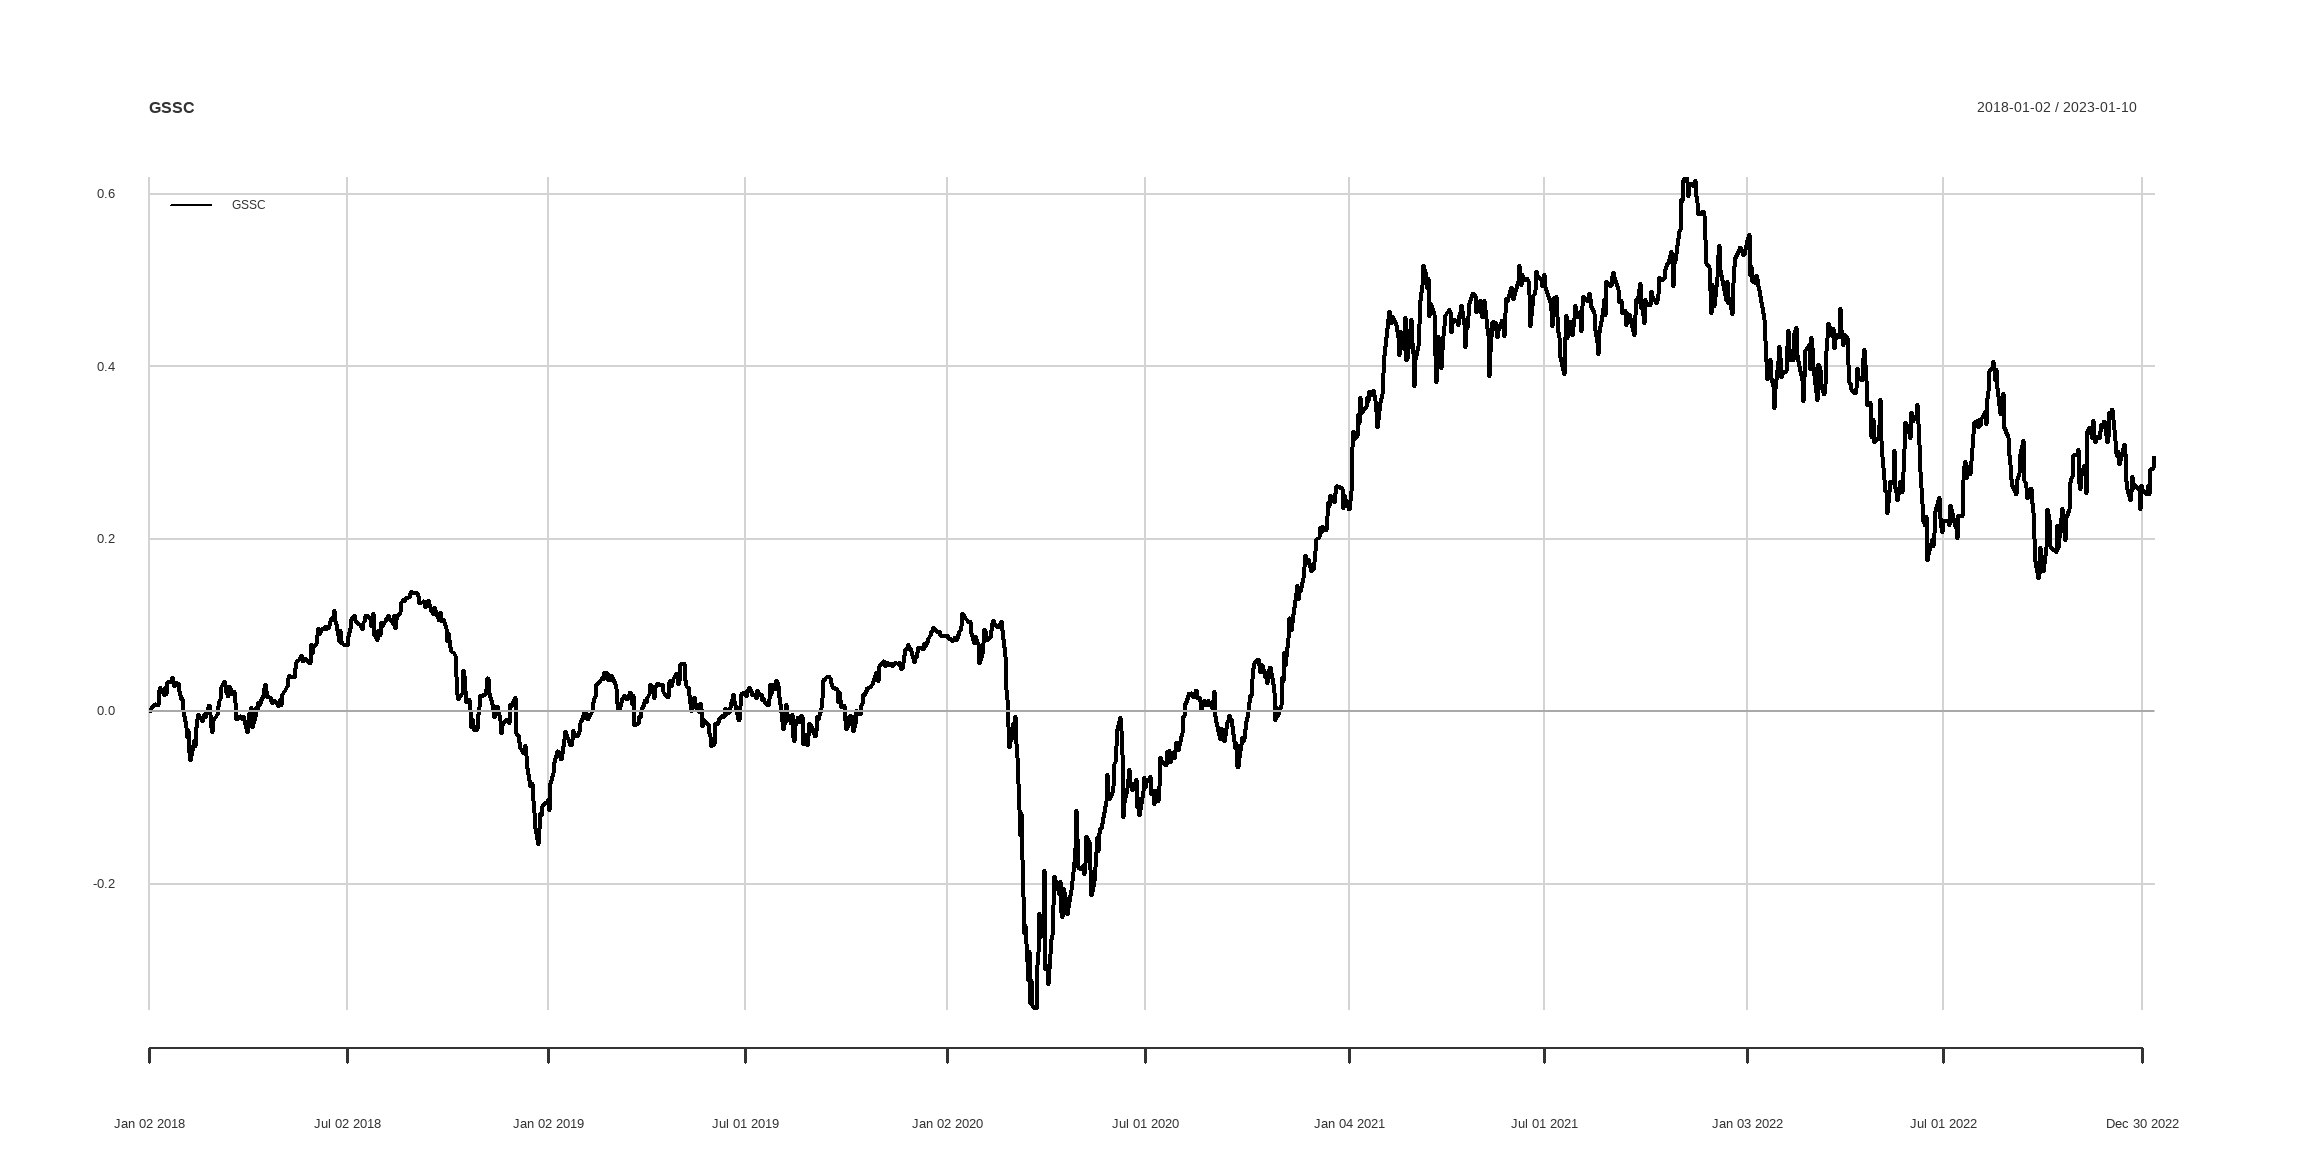 GSSC
2018-01-02 / 2023-01-10
0.6
0.4
0.2
0.0
-0.2
GSSC
Jan 02 2018
Jul 02 2018
Jan 02 2019
Jul 01 2019
Jan 02 2020
Jul 01 2020
Jan 04 2021
Jul 01 2021
Jan 03 2022
Jul 01 2022
Dec 30 2022